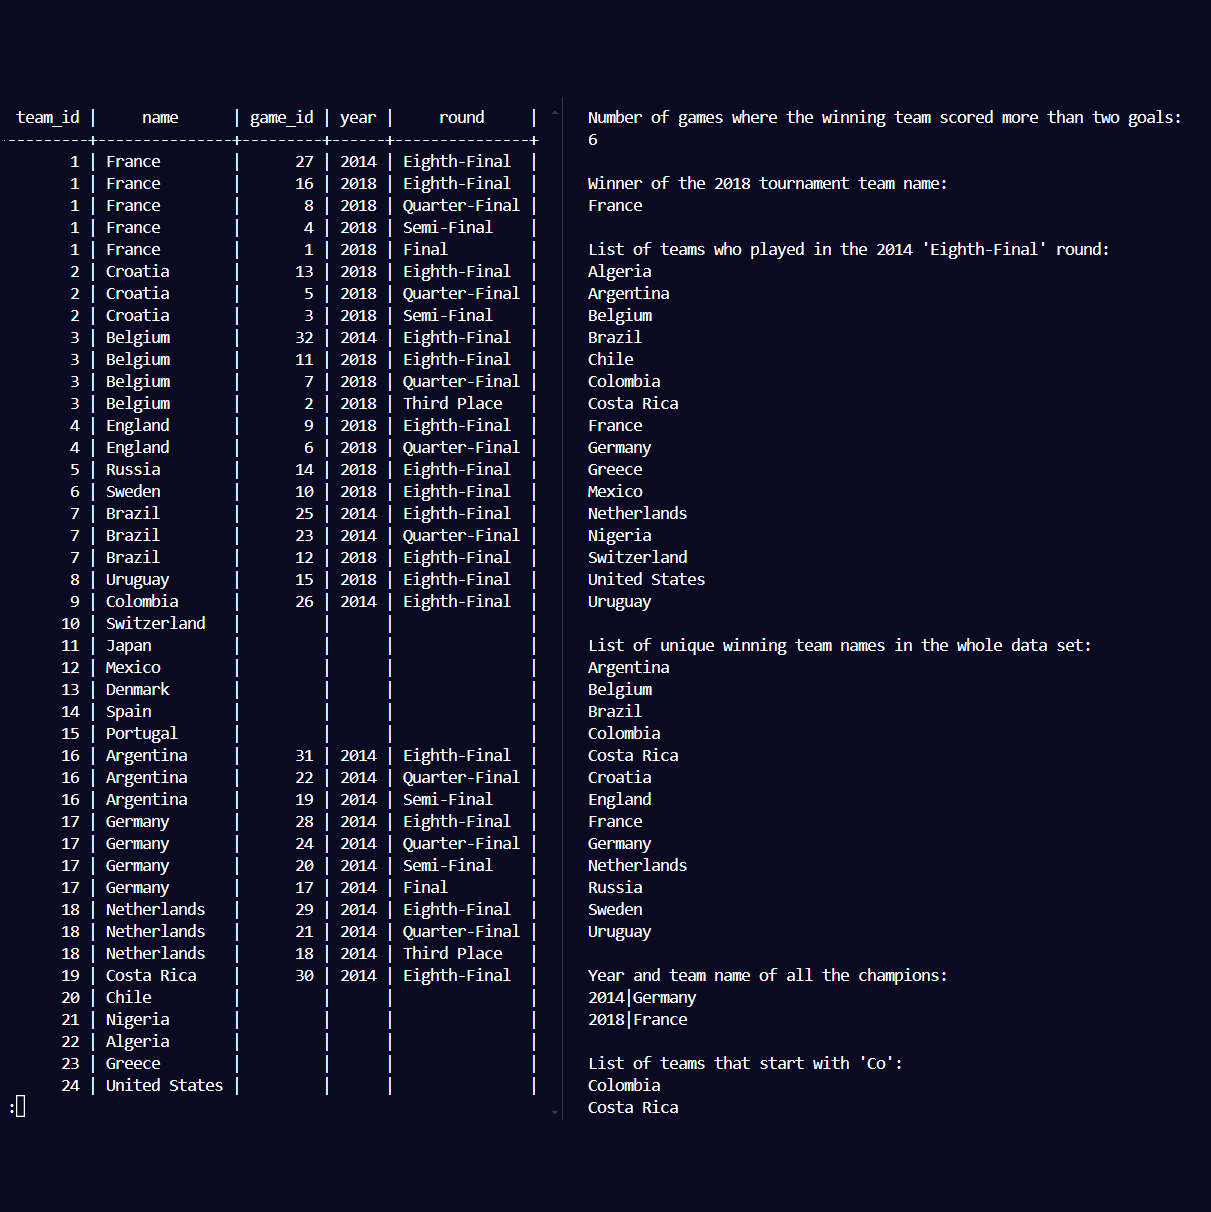 team_id |     name      | game_id | year |     round     |
---------+---------------+---------+------+---------------+
1 | France        |      27 | 2014 | Eighth-Final  |
1 | France        |      16 | 2018 | Eighth-Final  |
1 | France        |       8 | 2018 | Quarter-Final |
1 | France        |       4 | 2018 | Semi-Final    |
1 | France        |       1 | 2018 | Final         |
2 | Croatia       |      13 | 2018 | Eighth-Final  |
2 | Croatia       |       5 | 2018 | Quarter-Final |
2 | Croatia       |       3 | 2018 | Semi-Final    |
3 | Belgium       |      32 | 2014 | Eighth-Final  |
3 | Belgium       |      11 | 2018 | Eighth-Final  |
3 | Belgium       |       7 | 2018 | Quarter-Final |
3 | Belgium       |       2 | 2018 | Third Place   |
4 | England       |       9 | 2018 | Eighth-Final  |
4 | England       |       6 | 2018 | Quarter-Final |
5 | Russia        |      14 | 2018 | Eighth-Final  |
6 | Sweden        |      10 | 2018 | Eighth-Final  |
7 | Brazil        |      25 | 2014 | Eighth-Final  |
7 | Brazil        |      23 | 2014 | Quarter-Final |
7 | Brazil        |      12 | 2018 | Eighth-Final  |
8 | Uruguay       |      15 | 2018 | Eighth-Final  |
9 | Colombia      |      26 | 2014 | Eighth-Final  |
10 | Switzerland   |         |      |               |
11 | Japan         |         |      |               |
12 | Mexico        |         |      |               |
13 | Denmark       |         |      |               |
14 | Spain         |         |      |               |
15 | Portugal      |         |      |               |
16 | Argentina     |      31 | 2014 | Eighth-Final  |
16 | Argentina     |      22 | 2014 | Quarter-Final |
16 | Argentina     |      19 | 2014 | Semi-Final    |
17 | Germany       |      28 | 2014 | Eighth-Final  |
17 | Germany       |      24 | 2014 | Quarter-Final |
17 | Germany       |      20 | 2014 | Semi-Final    |
17 | Germany       |      17 | 2014 | Final         |
18 | Netherlands   |      29 | 2014 | Eighth-Final  |
18 | Netherlands   |      21 | 2014 | Quarter-Final |
18 | Netherlands   |      18 | 2014 | Third Place   |
19 | Costa Rica    |      30 | 2014 | Eighth-Final  |
20 | Chile         |         |      |               |
21 | Nigeria       |         |      |               |
22 | Algeria       |         |      |               |
23 | Greece        |         |      |               |
24 | United States |         |      |               |
:
Number of games where the winning team scored more than two goals:
6
Winner of the 2018 tournament team name:
France
List of teams who played in the 2014 'Eighth-Final' round:
Algeria
Argentina
Belgium
Brazil
Chile
Colombia
Costa Rica
France
Germany
Greece
Mexico
Netherlands
Nigeria
Switzerland
United States
Uruguay
List of unique winning team names in the whole data set:
Argentina
Belgium
Brazil
Colombia
Costa Rica
Croatia
England
France
Germany
Netherlands
Russia
Sweden
Uruguay
Year and team name of all the champions:
2014|Germany
2018|France
List of teams that start with 'Co':
Colombia
Costa Rica